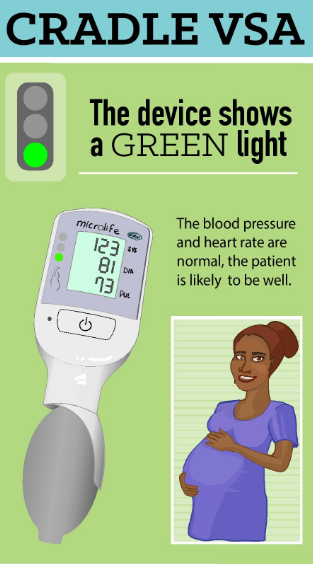 CRADLE VSA
The device shows
a GREEN light
microlife
123 SYS
81 DIA
73 Pul
The blood pressure
and heart rate are
normal, the patient
is likely to be well.